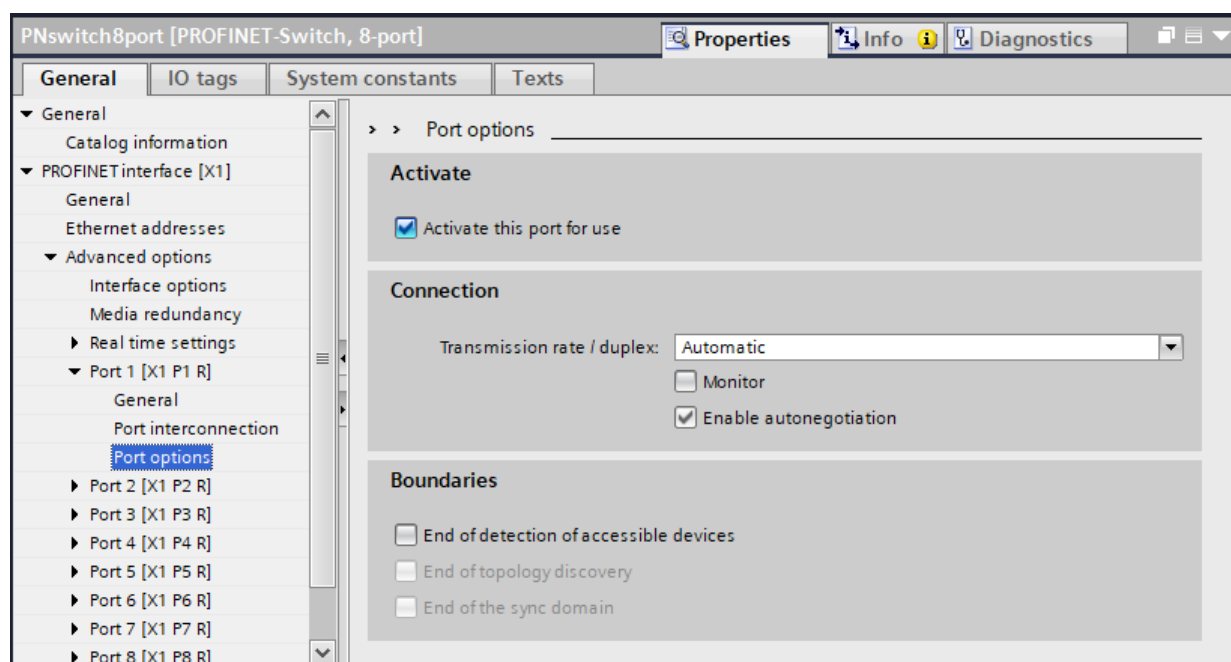 PNswitch8port [PROFINET-Switch, 8-port]
Properties
Info
Diagnostics
General
IO tags
System constants
Texts
General
Catalog information
PROFINET interface [X1]
General
Ethernet addresses
Advanced options
Interface options
Media redundancy
Real time settings
Port 1 [X1 P1 R]
General
Port interconnection
Port options
Port 2 [X1 P2 R]
Port 3 [X1 P3 R]
Port 4 [X1 P4 R]
Port 5 [X1 P5 R]
Port 6 [X1 P6 R]
Port 7 [X1 P7 R]
Port 8 [X1 P8 R]
> > Port options
Activate
Activate this port for use
Connection
Transmission rate / duplex: Automatic
Monitor
Enable autonegotiation
Boundaries
End of detection of accessible devices
End of topology discovery
End of the sync domain